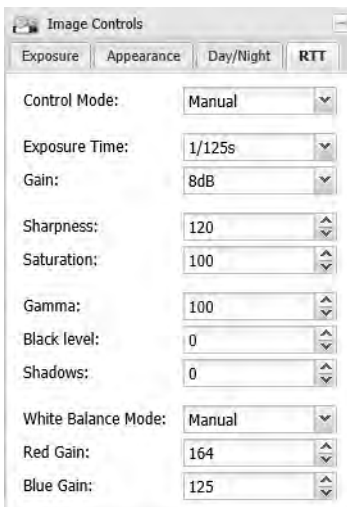 Image Controls
Exposure Appearance Day/Night RTT
Control Mode: Manual
Exposure Time: 1/125s
Gain: 8dB
Sharpness: 120
Saturation: 100
Gamma: 100
Black level: 0
Shadows: 0
White Balance Mode: Manual
Red Gain: 164
Blue Gain: 125